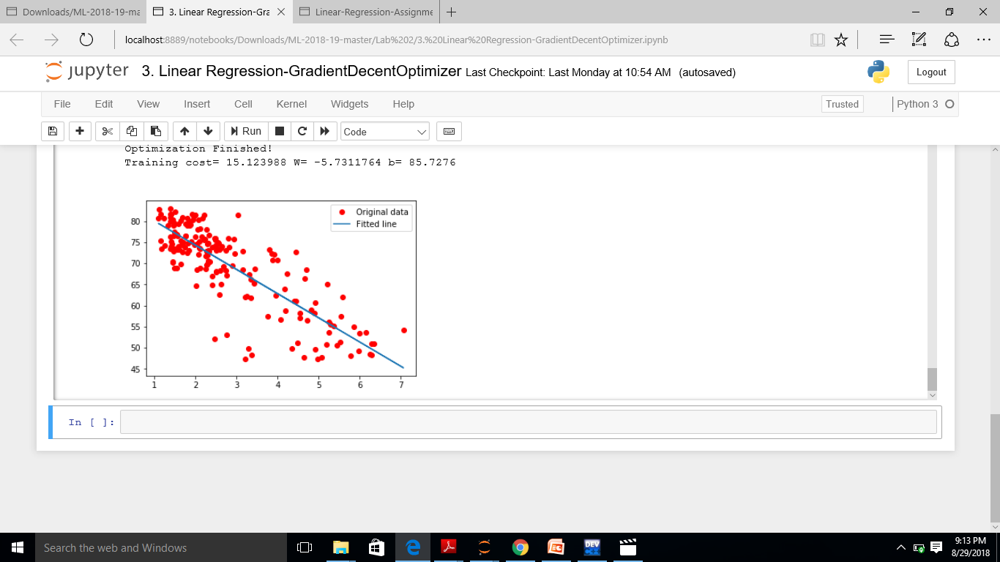 Downloads/ML-2018-19-ma
3. Linear Regression-Gra
Linear-Regression-Assignme
localhost:8889/notebooks/Downloads/ML-2018-19-master/Lab%202/3.%20Linear%20Regression-GradientDecentOptimizer.ipynb
jupyter 3. Linear Regression-GradientDecentOptimizer Last Checkpoint: Last Monday at 10:54 AM (autosaved)
Logout
File Edit View Insert Cell Kernel Widgets Help
Trusted
Python 3
Run
Code
Optimization Finished!
Training cost= 15.123988 W= -5.7311764 b= 85.7276
Original data
Fitted line
80
75
70
65
60
55
50
45
1 2 3 4 5 6 7
In [ ]:
Search the web and Windows
DEV
C++
9:13 PM
8/29/2018